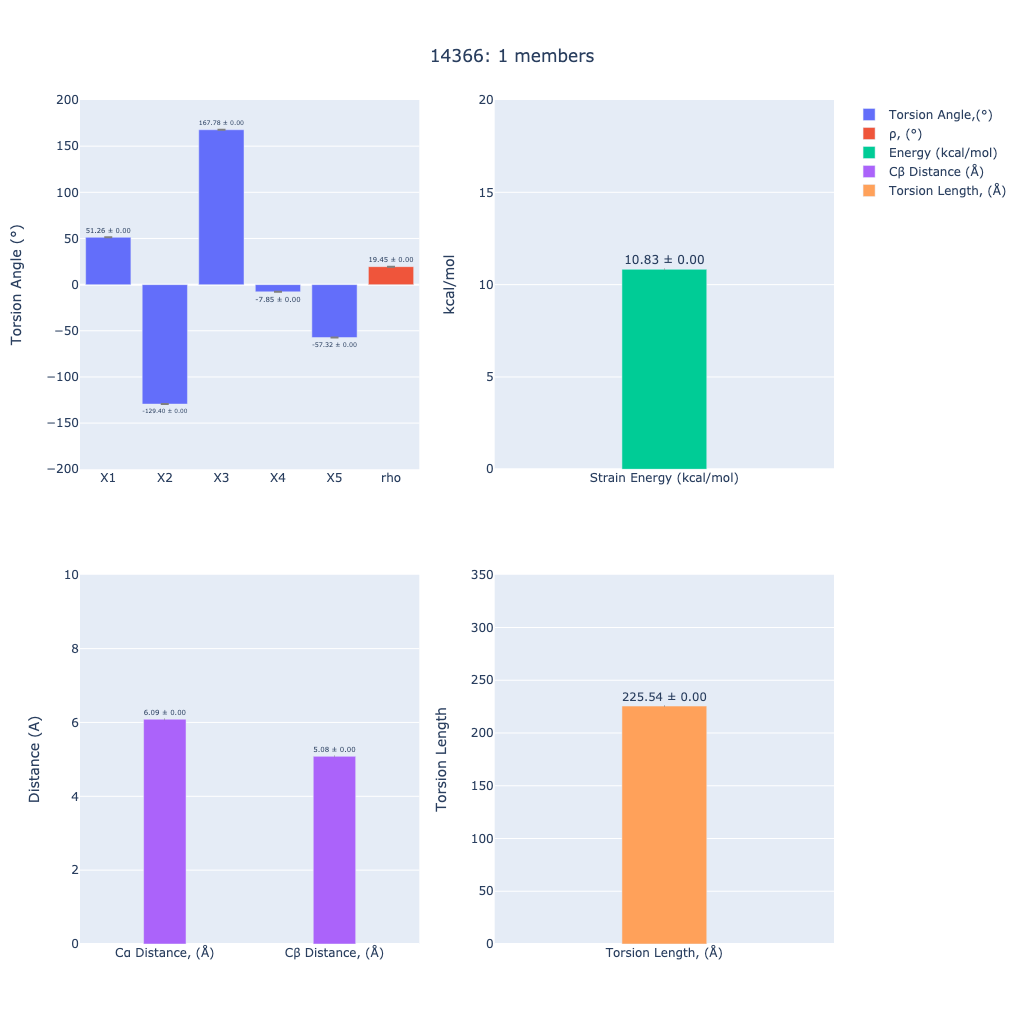 14366: 1 members
Torsion Angle (°)
200
150
100
50
0
−50
−100
−150
−200
51.26 ± 0.00
-129.40 ± 0.00
167.78 ± 0.00
-7.85 ± 0.00
-57.32 ± 0.00
19.45 ± 0.00
X1 X2 X3 X4 X5 rho
kcal/mol
20
15
10
5
0
10.83 ± 0.00
Strain Energy (kcal/mol)
Torsion Angle,(°)
ρ, (°)
Energy (kcal/mol)
Cβ Distance (Å)
Torsion Length, (Å)
Distance (A)
10
8
6
4
2
0
6.09 ± 0.00
5.08 ± 0.00
Cα Distance, (Å) Cβ Distance, (Å)
Torsion Length
350
300
250
200
150
100
50
0
225.54 ± 0.00
Torsion Length, (Å)